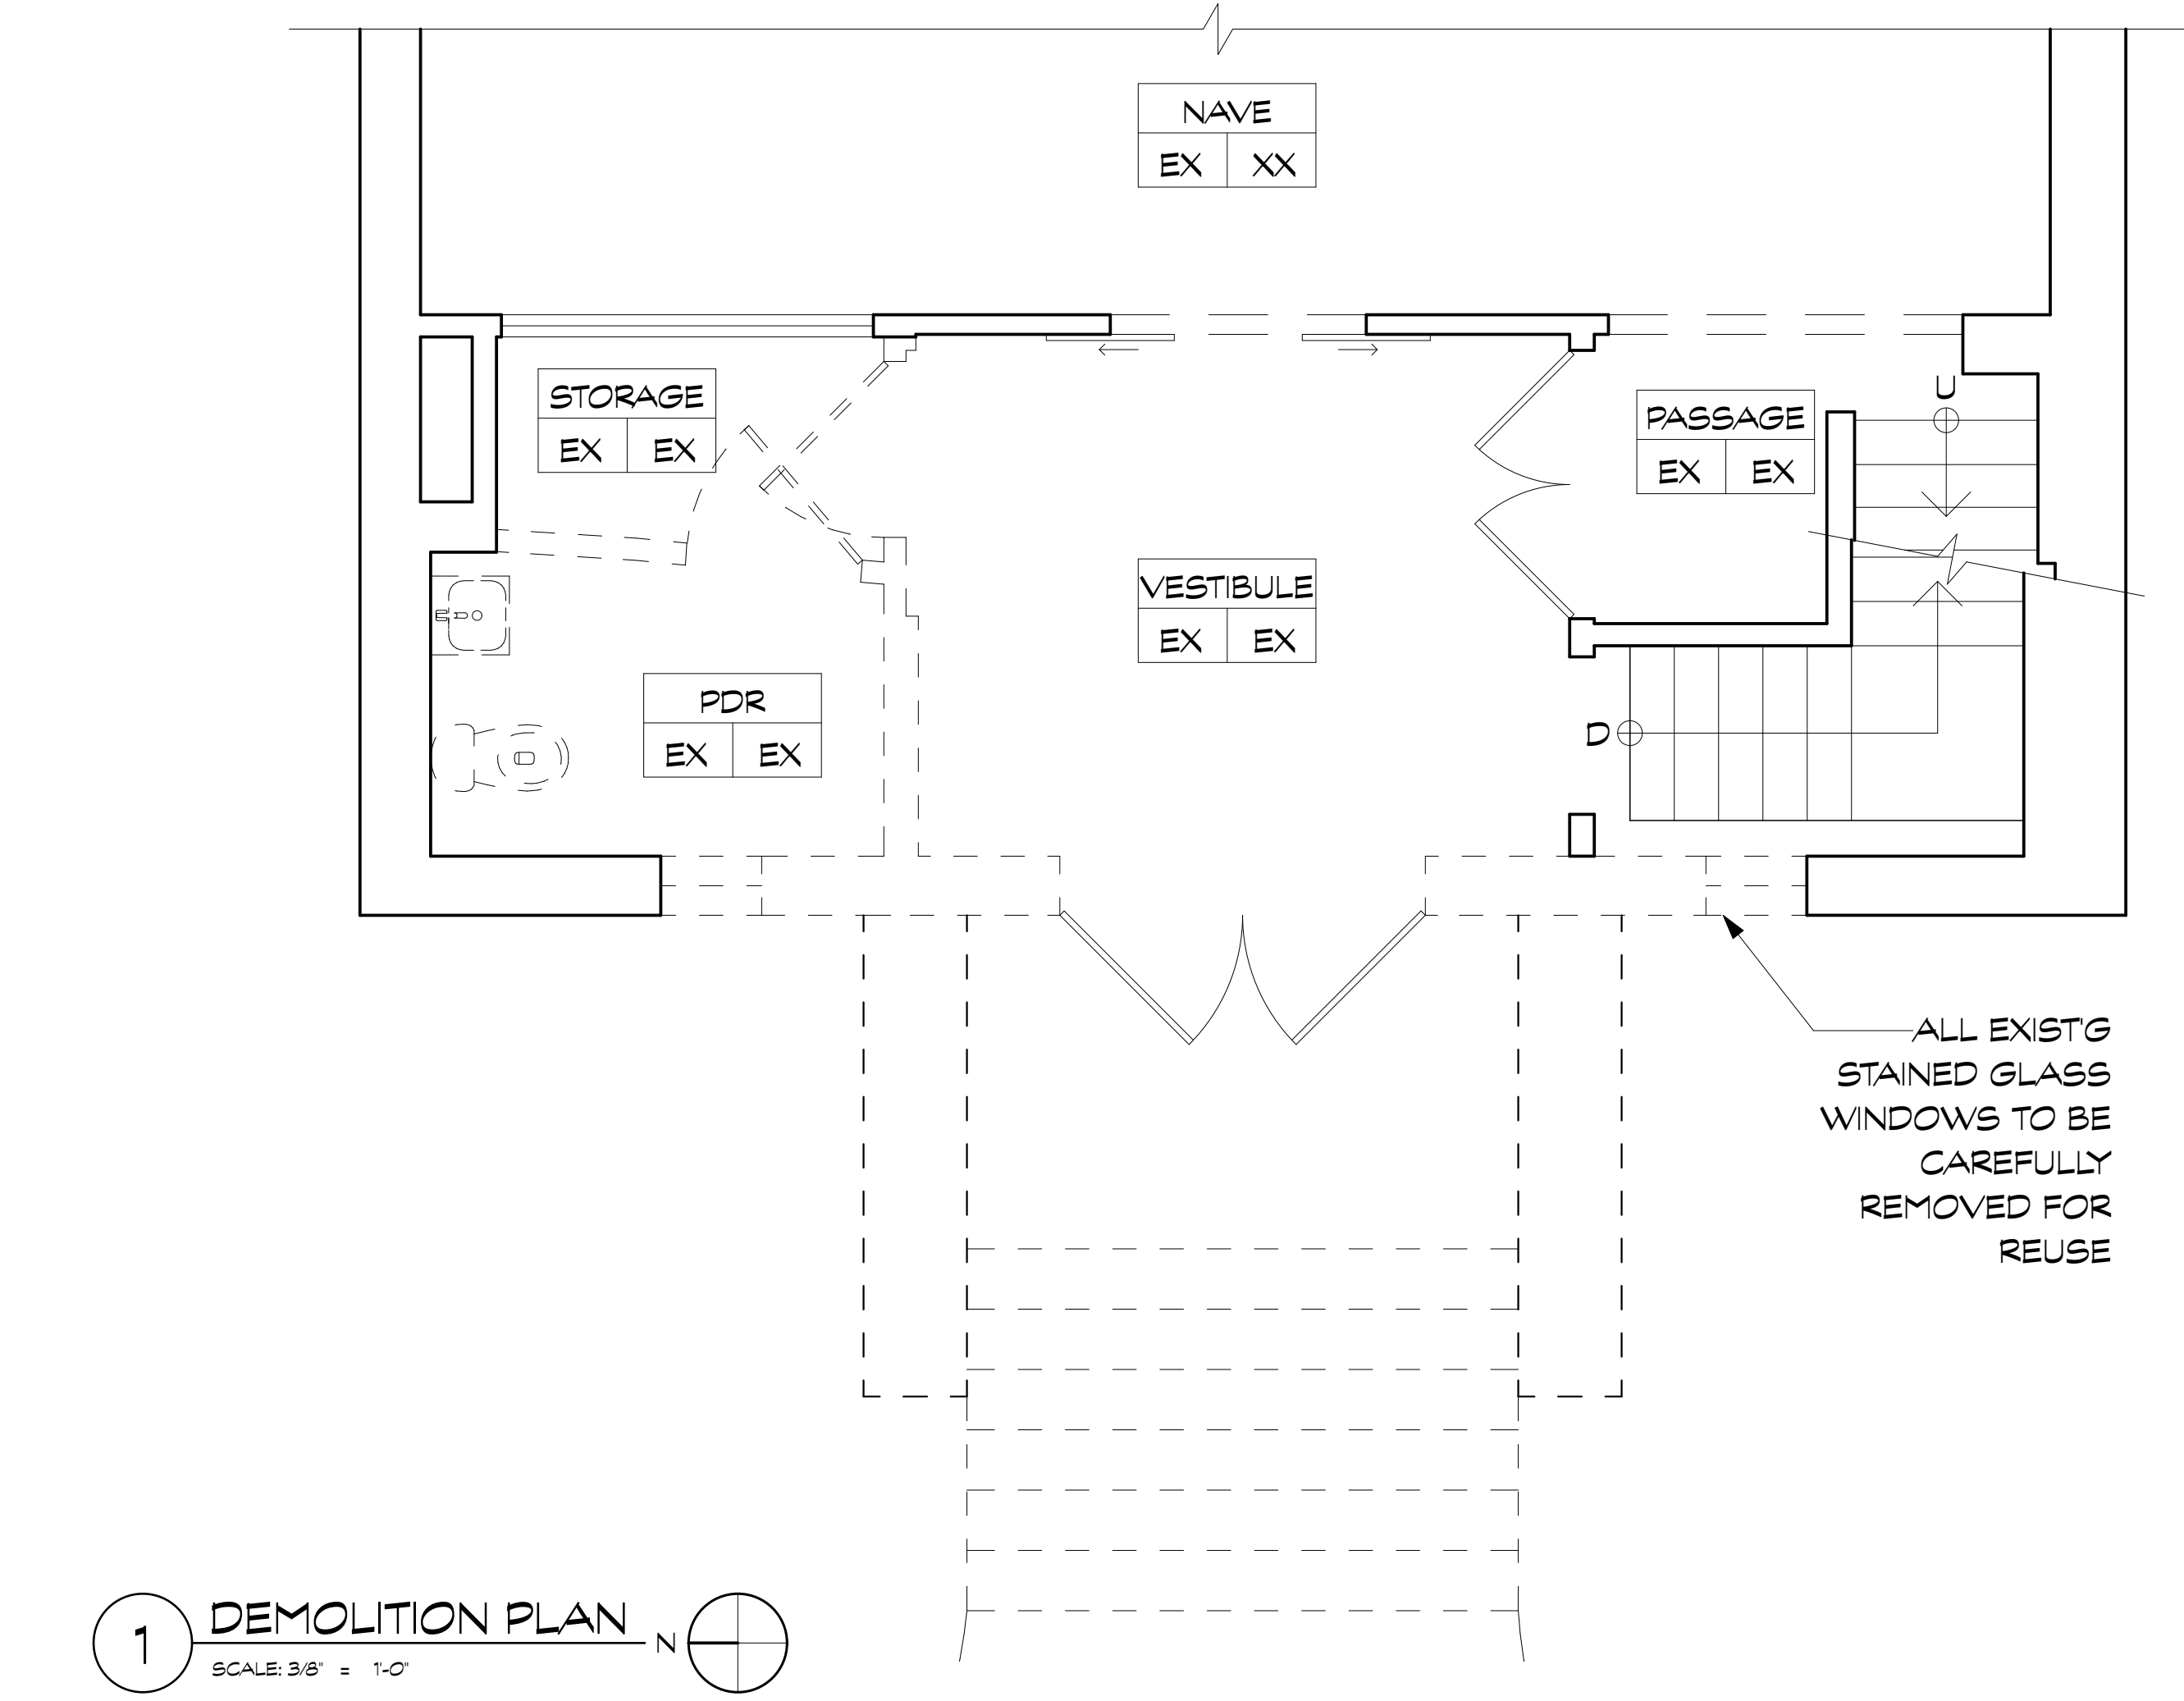 NAVE
EX XX
STORAGE
EX EX
PASSAGE
EX EX
U
VESTIBULE
EX EX
PDR
EX EX
D
ALL EXIST'G
STAINED GLASS
WINDOWS TO BE
CAREFULLY
REMOVED FOR
REUSE
1
DEMOLITION PLAN
SCALE: 3/8" = 1'-0"
N